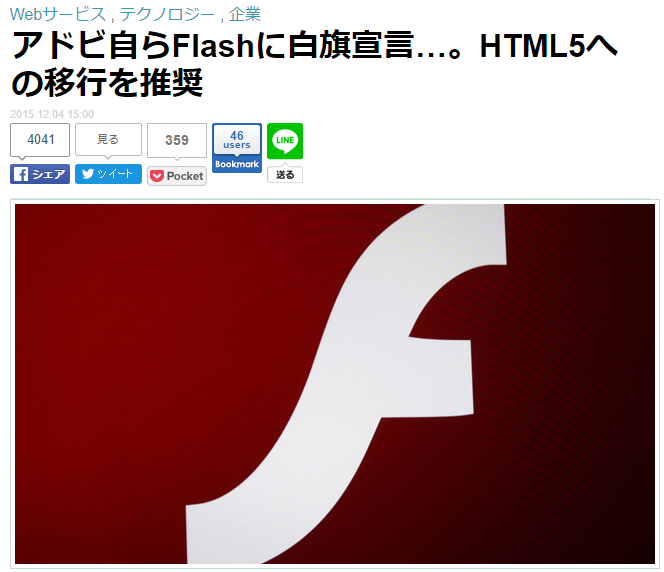 Webサービス , テクノロジー , 企業
アドビ自らFlashに白旗宣言…。HTML5へ
の移行を推奨
2015.12.04 15:00
4041 見る 359 46 users LINE
シェア ツイート Pocket Bookmark 送る